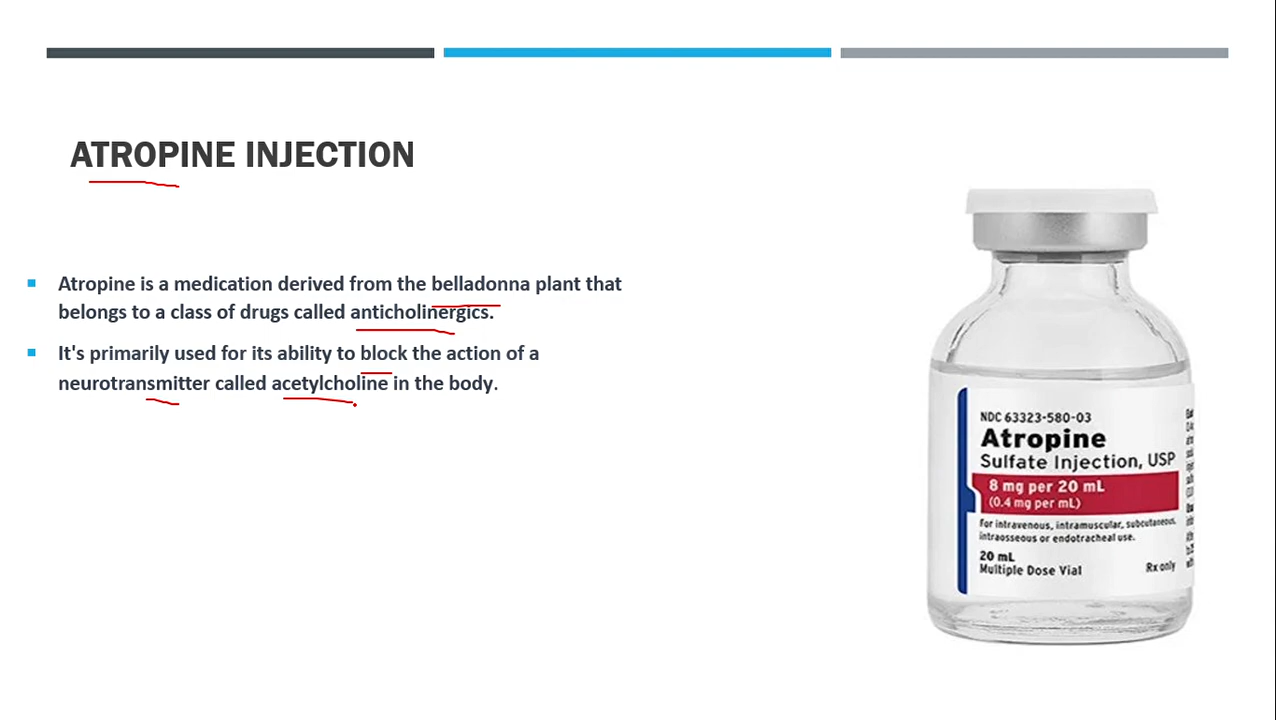 ATROPINE INJECTION
Atropine is a medication derived from the belladonna plant that
belongs to a class of drugs called anticholinergics.
It's primarily used for its ability to block the action of a
neurotransmitter called acetylcholine in the body.
NDC 63323-580-03
Atropine
Sulfate Injection, USP
8 mg per 20 mL
(0.4 mg per mL)
For intravenous, intramuscular, subcutaneous,
intraosseous or endotracheal use.
20 mL
Multiple Dose Vial
Rx only